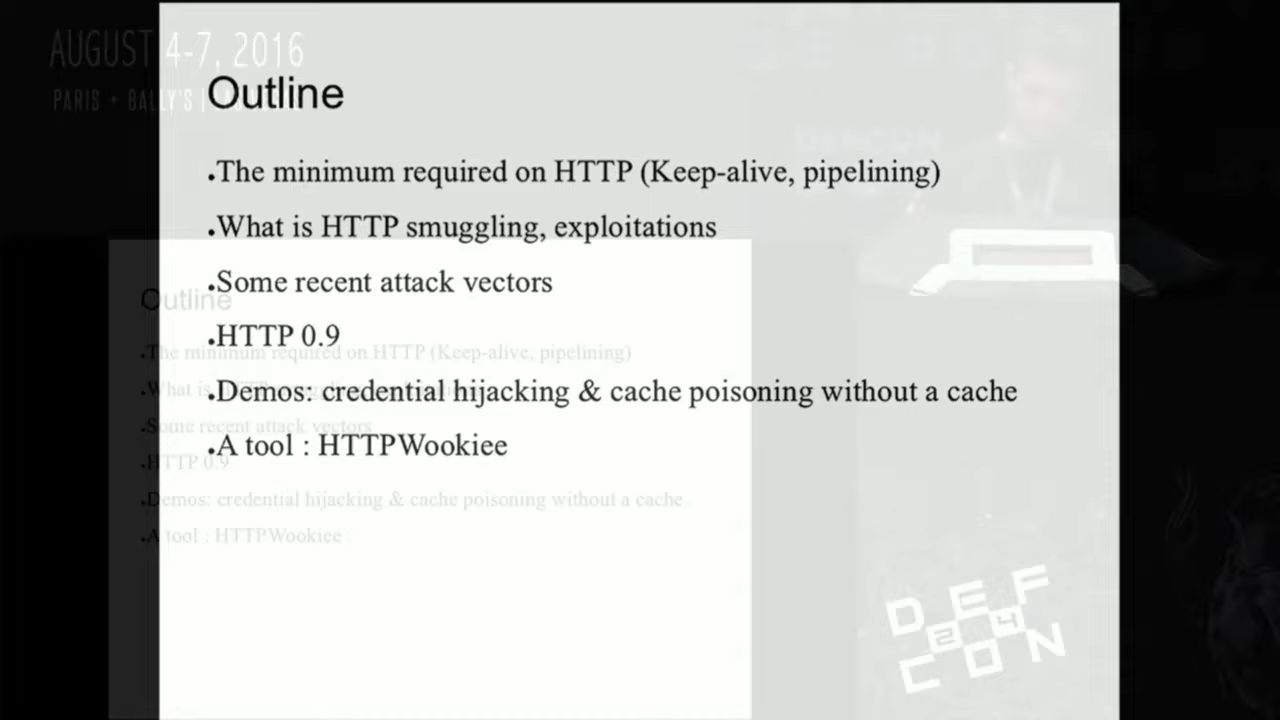 AUGUST 4-7, 2016
PARIS + BALLY'S |
Outline
.The minimum required on HTTP (Keep-alive, pipelining)
.What is HTTP smuggling, exploitations
.Some recent attack vectors
.HTTP 0.9
.Demos: credential hijacking & cache poisoning without a cache
.A tool : HTTPWookiee
Outline
.The minimum required on HTTP (Keep-alive, pipelining)
.What is HTTP
.Some recent attack vectors
.HTTP 0.9
.Demos: credential hijacking & cache poisoning without a cache
.A tool : HTTPWookiee
DEF
24
CON